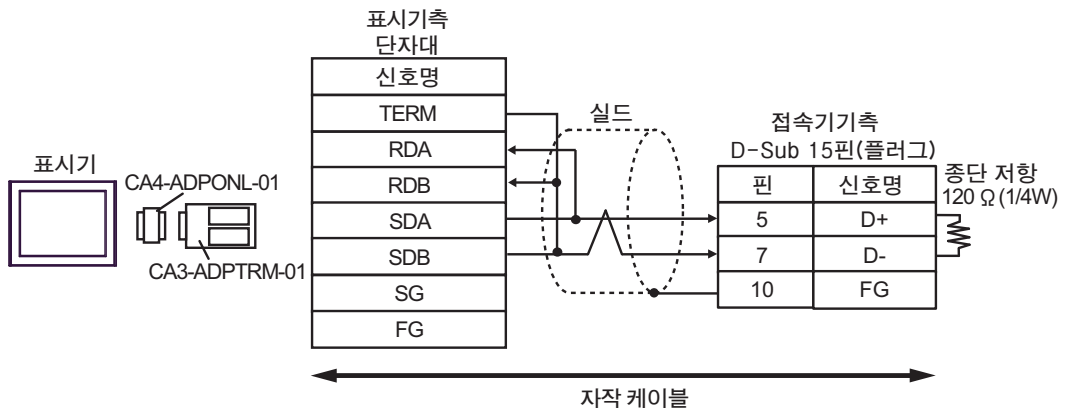 표시기측
단자대
신호명
TERM
RDA
RDB
SDA
SDB
SG
FG
실드
표시기
CA4-ADPONL-01
CA3-ADPTRM-01
접속기기측
D-Sub 15핀(플러그)
핀 신호명
5 D+
7 D-
10 FG
종단 저항
120 Ω (1/4W)
자작 케이블